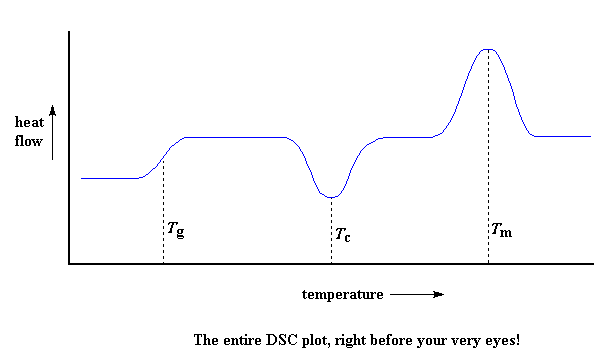 heat
flow
Tg
Tc
Tm
temperature
The entire DSC plot, right before your very eyes!